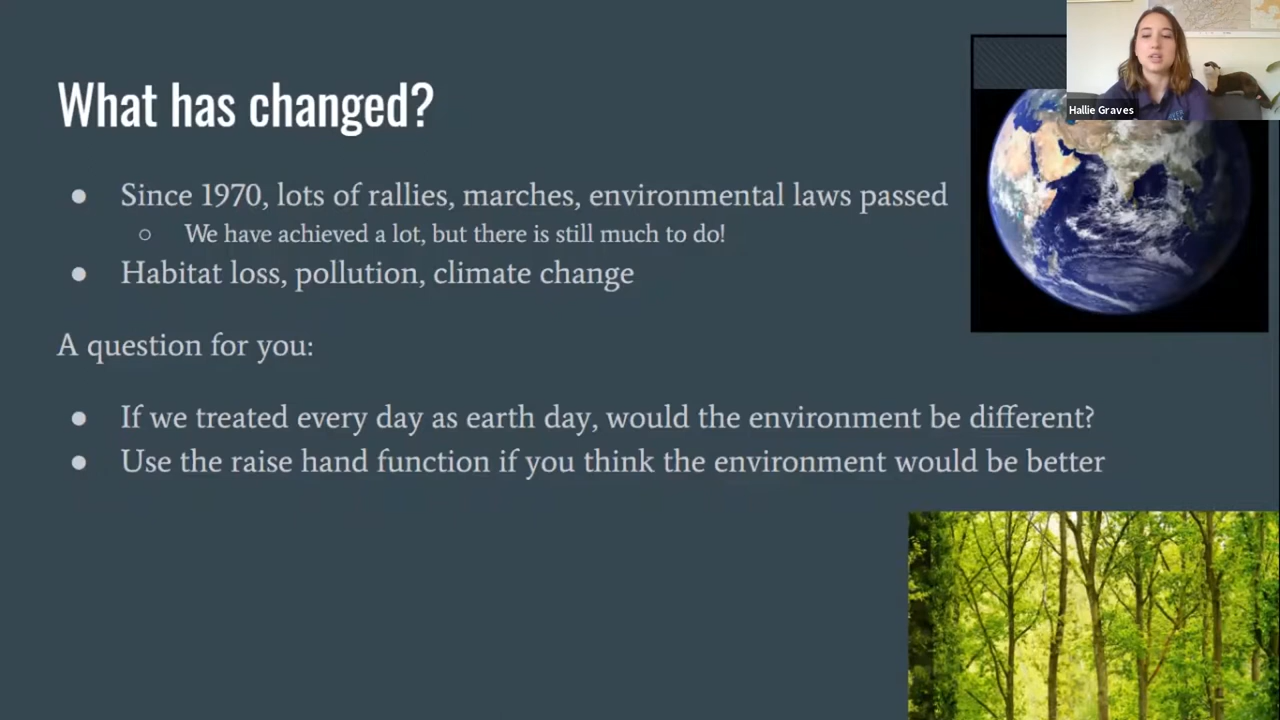 What has changed?
● Since 1970, lots of rallies, marches, environmental laws passed
○ We have achieved a lot, but there is still much to do!
● Habitat loss, pollution, climate change
A question for you:
● If we treated every day as earth day, would the environment be different?
● Use the raise hand function if you think the environment would be better
Hallie Graves